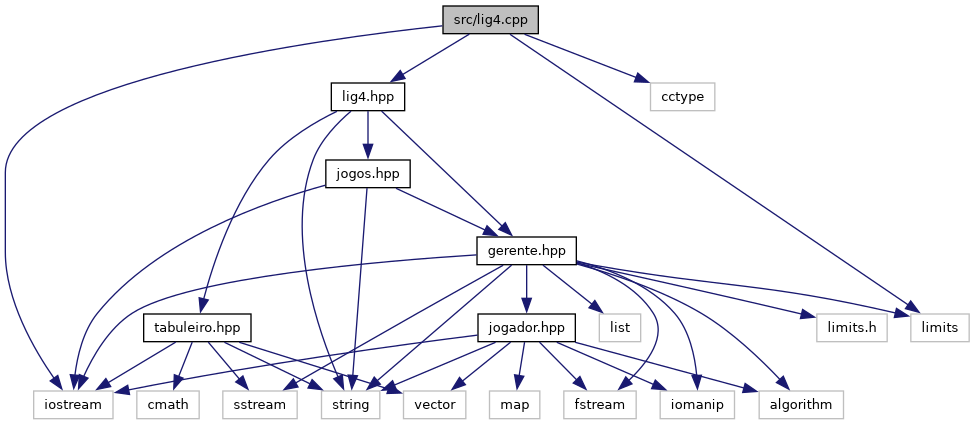 src/lig4.cpp
lig4.hpp
cctype
jogos.hpp
gerente.hpp
tabuleiro.hpp
jogador.hpp
list
limits.h
limits
iostream
cmath
sstream
string
vector
map
fstream
iomanip
algorithm